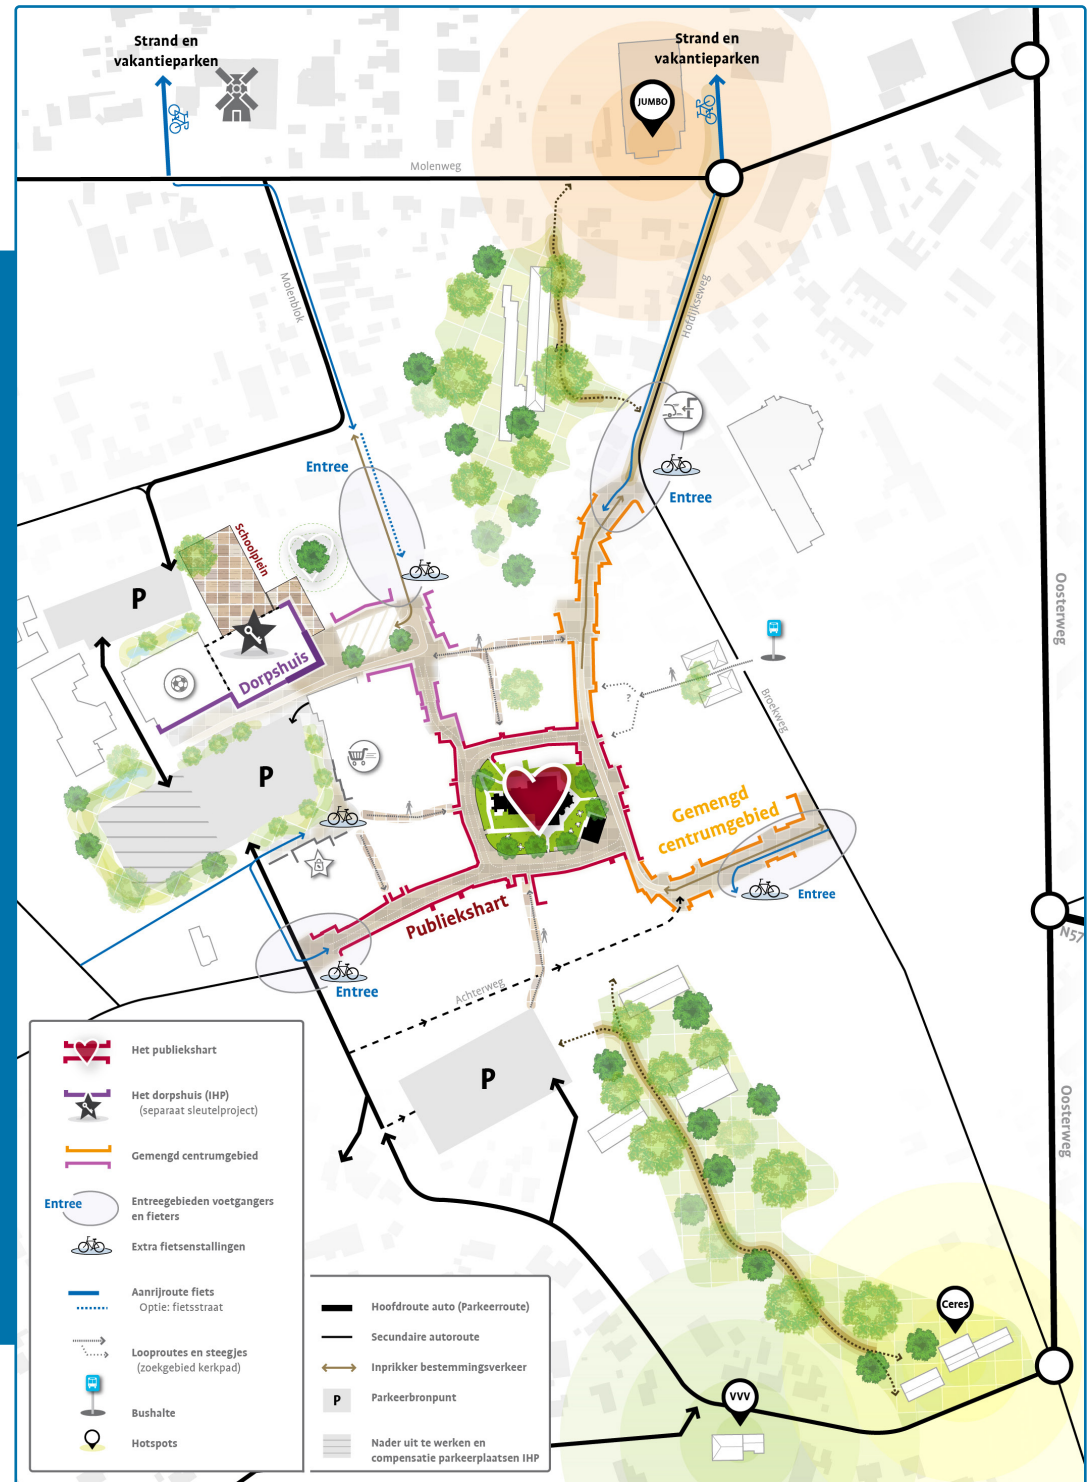 Strand en
vakantieparken
Strand en
vakantieparken
JUMBO
Molenweg
Molenblok
Hofdijkseweg
Entree
Entree
Schoolplein
P
Dorpshuis
Oosterweg
?
Broekweg
P
Gemengd
centrumgebied
Entree
Publiekshart
N57
Entree
Achterweg
P
Oosterweg
Ceres
VVV
Het publiekshart
Het dorpshuis (IHP)
(separaat sleutelproject)
Gemengd centrumgebied
Entree
Entreegebieden voetgangers
en fieters
Extra fietsenstallingen
Aanrijroute fiets
Optie: fietsstraat
Looproutes en steegjes
(zoekgebied kerkpad)
Bushalte
Hotspots
Hoofdroute auto (Parkeerroute)
Secundaire autoroute
Inprikker bestemmingsverkeer
P
Parkeerbronpunt
Nader uit te werken en
compensatie parkeerplaatsen IHP